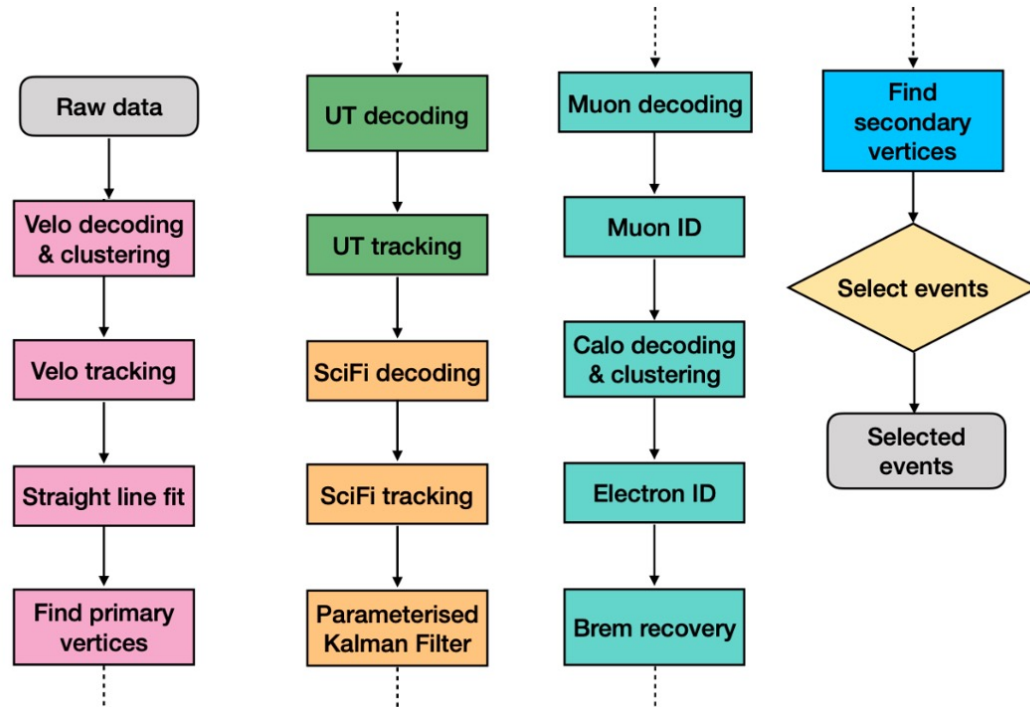 Raw data
Velo decoding
& clustering
Velo tracking
Straight line fit
Find primary
vertices
UT decoding
UT tracking
SciFi decoding
SciFi tracking
Parameterised
Kalman Filter
Muon decoding
Muon ID
Calo decoding
& clustering
Electron ID
Brem recovery
Find
secondary
vertices
Select events
Selected
events